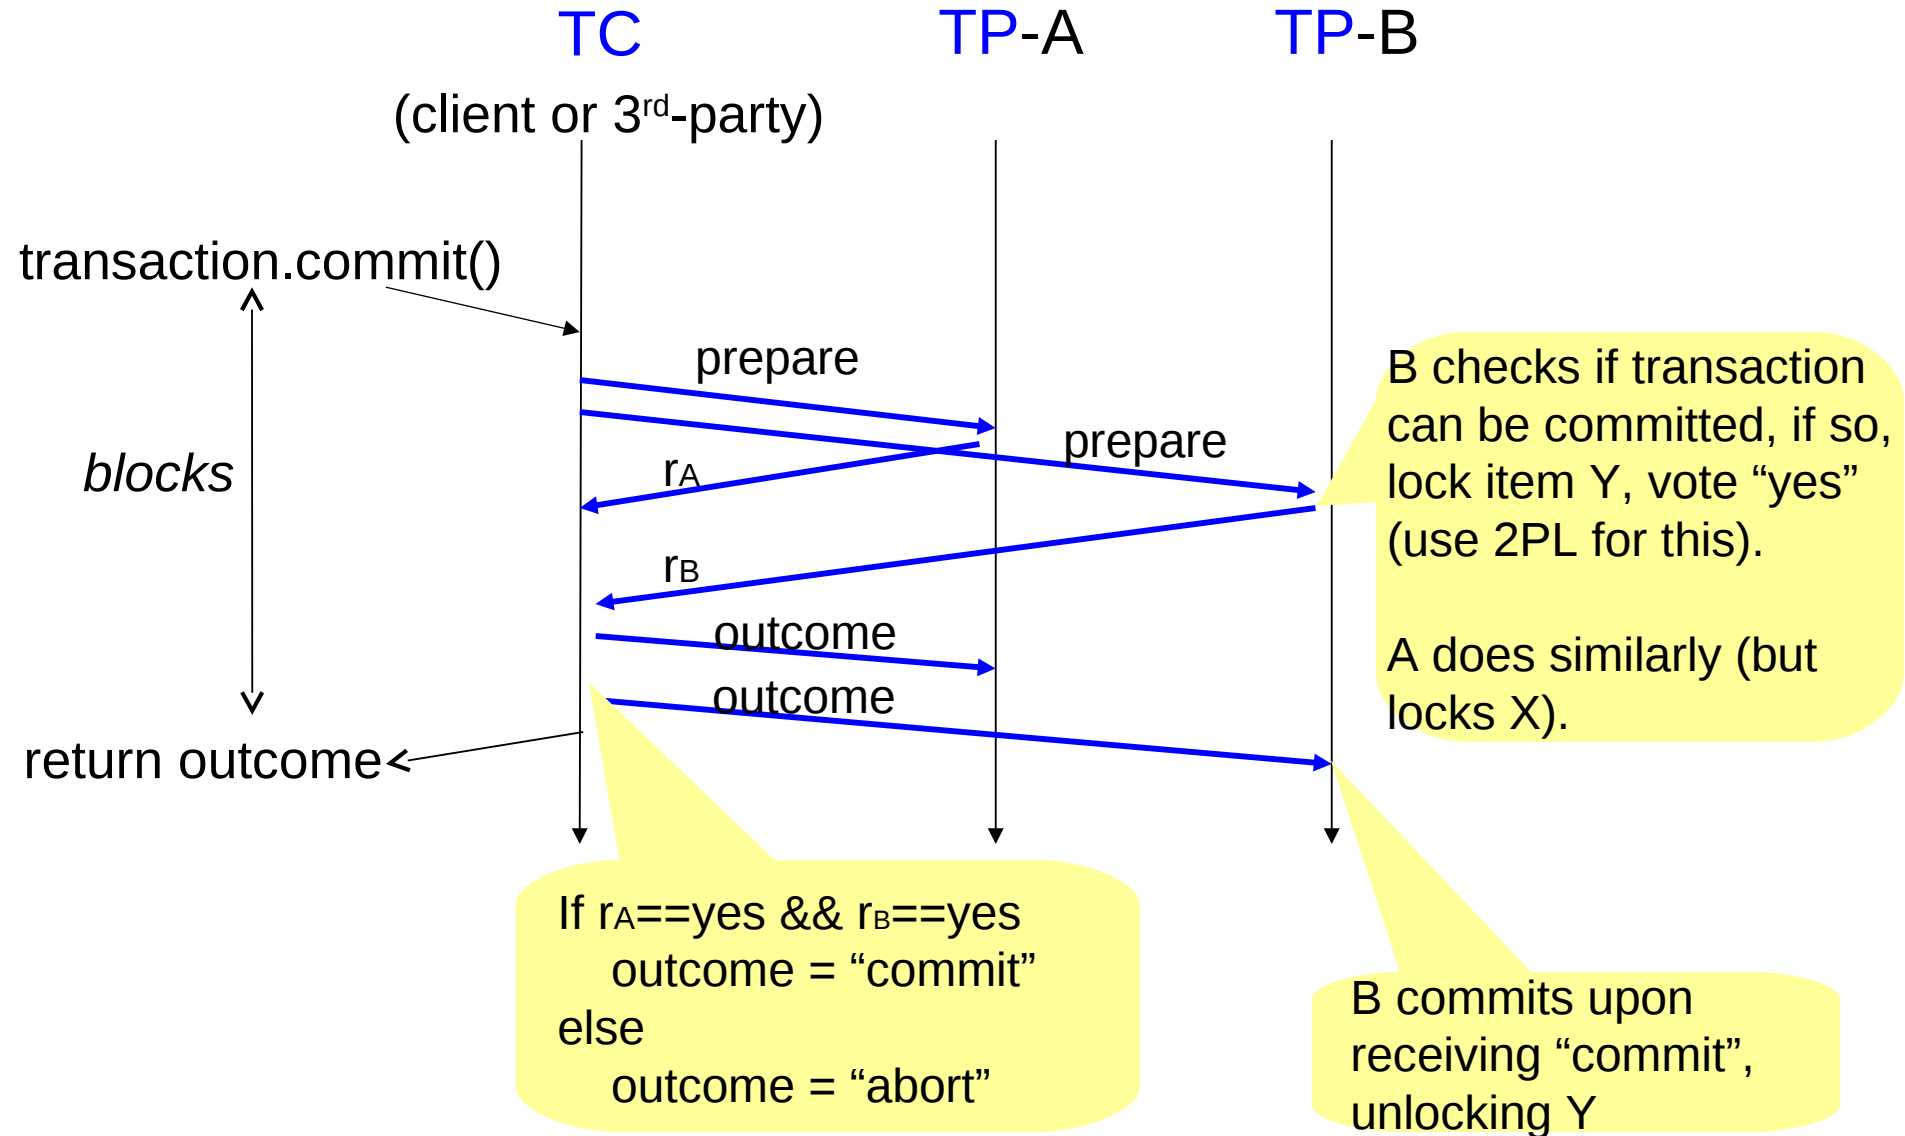 TC
TP-A
TP-B
(client or 3rd-party)
transaction.commit()
prepare
prepare
blocks
rA
rB
outcome
outcome
return outcome
B checks if transaction
can be committed, if so,
lock item Y, vote “yes”
(use 2PL for this).
A does similarly (but
locks X).
If rA==yes && rB==yes
outcome = “commit”
else
outcome = “abort”
B commits upon
receiving “commit”,
unlocking Y